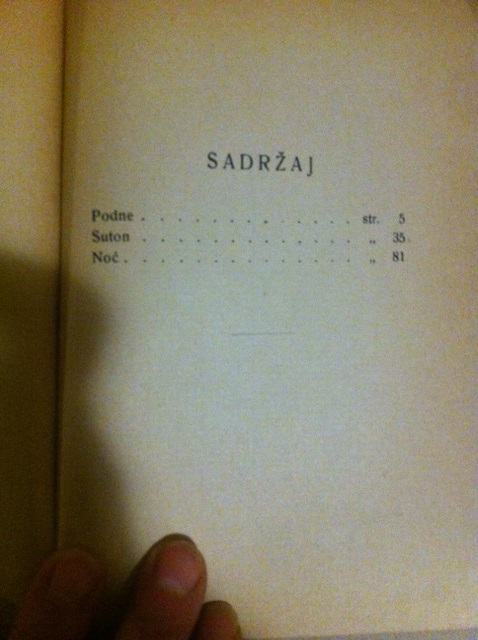 SADRŽAJ
Podne . . . . . . . . . . . . . . str. 5
Suton . . . . . . . . . . . . . . „ 35
Noć . . . . . . . . . . . . . . . „ 81